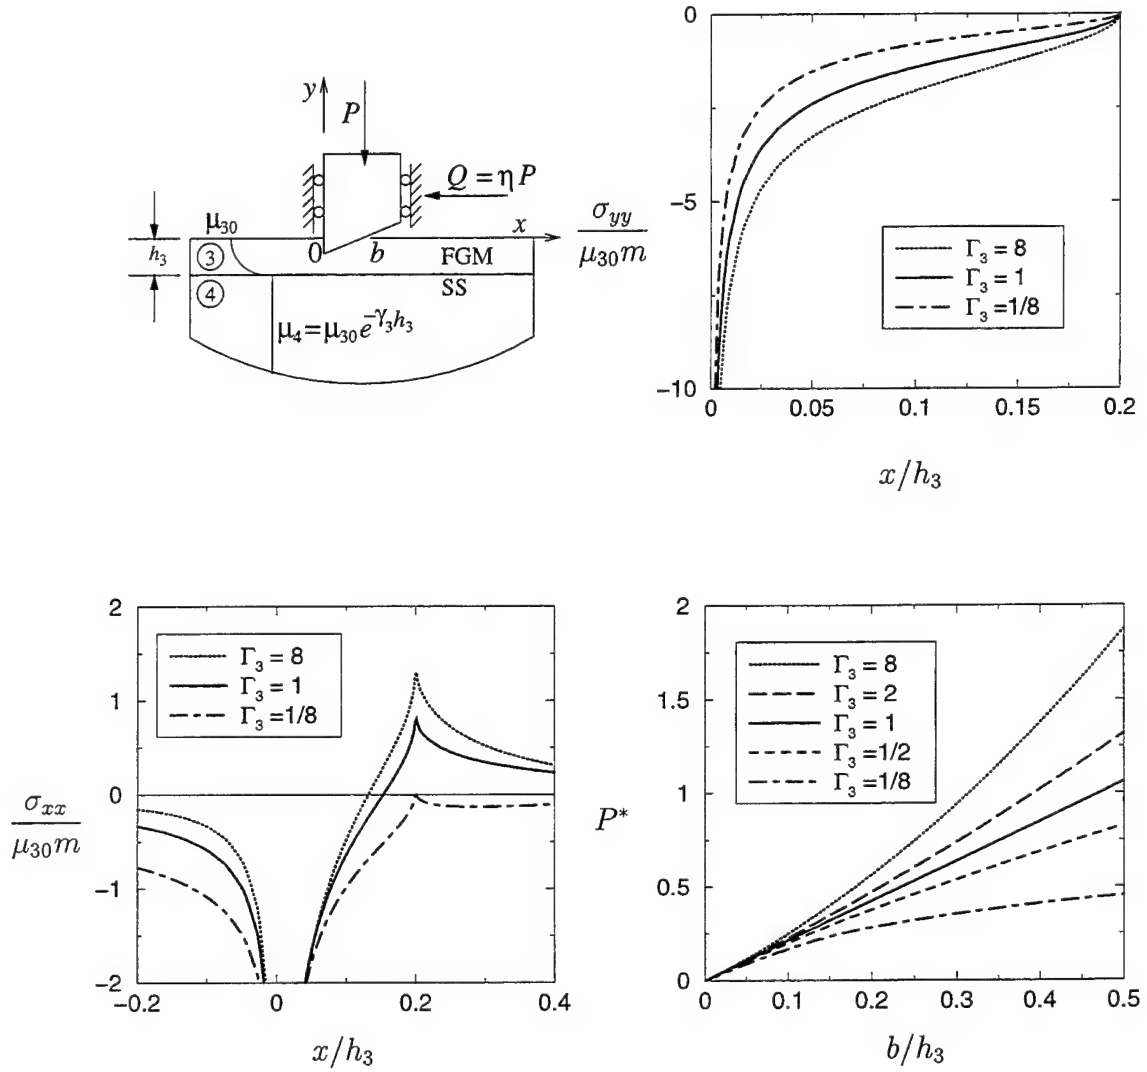 y
P
Q = ηP
μ30
x
h3
3
0
b
FGM
4
SS
μ4=μ30e^-γ3h3
σyy
μ30m
0
−5
−10
Γ3 = 8
Γ3 = 1
Γ3 =1/8
0
0.05
0.1
0.15
0.2
x/h3
2
1
0
−1
−2
σxx
μ30m
Γ3 = 8
Γ3 = 1
Γ3 =1/8
−0.2
0
0.2
0.4
x/h3
2
1.5
1
0.5
0
P*
Γ3 = 8
Γ3 = 2
Γ3 = 1
Γ3 =1/2
Γ3 =1/8
0
0.1
0.2
0.3
0.4
0.5
b/h3